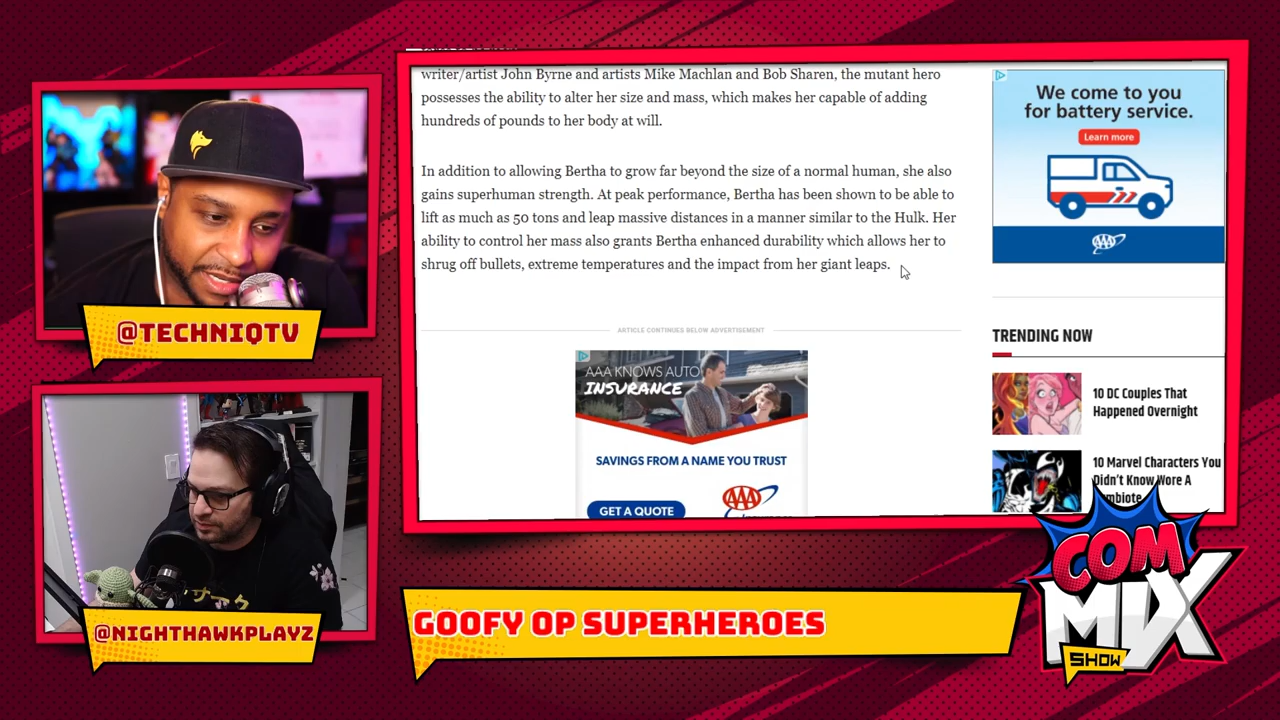 @TECHNIQTV
@NIGHTHAWKPLAYZ
writer/artist John Byrne and artists Mike Machlan and Bob Sharen, the mutant hero
possesses the ability to alter her size and mass, which makes her capable of adding
hundreds of pounds to her body at will.
In addition to allowing Bertha to grow far beyond the size of a normal human, she also
gains superhuman strength. At peak performance, Bertha has been shown to be able to
lift as much as 50 tons and leap massive distances in a manner similar to the Hulk. Her
ability to control her mass also grants Bertha enhanced durability which allows her to
shrug off bullets, extreme temperatures and the impact from her giant leaps.
ARTICLE CONTINUES BELOW ADVERTISEMENT
AAA KNOWS AUTO
INSURANCE
SAVINGS FROM A NAME YOU TRUST
GET A QUOTE
AAA
We come to you
for battery service.
Learn more
AAA
TRENDING NOW
10 DC Couples That
Happened Overnight
10 Marvel Characters You
Didn't Know Wore A
GOOFY OP SUPERHEROES
COM
MIX
SHOW